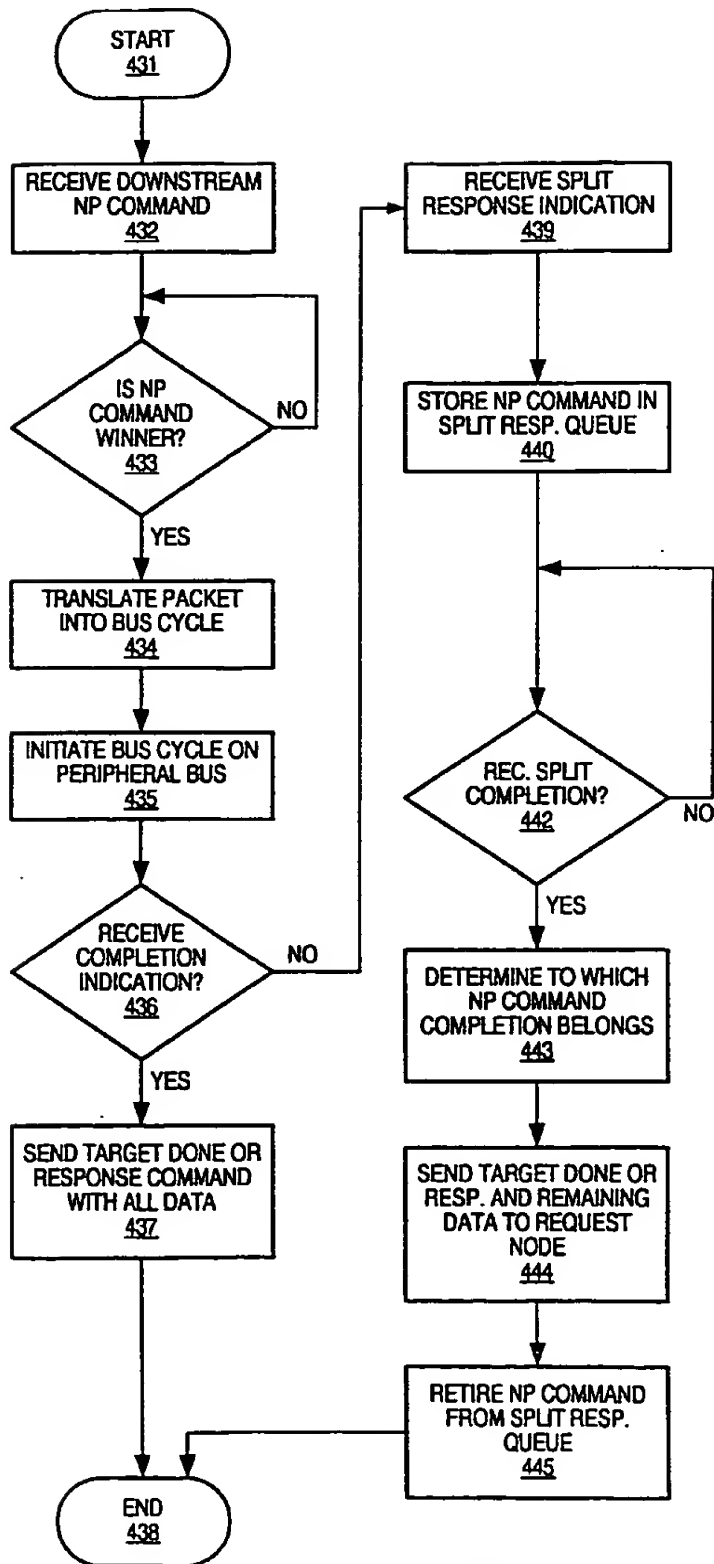 START
431
RECEIVE DOWNSTREAM
NP COMMAND
432
IS NP
COMMAND
WINNER?
433
NO
YES
TRANSLATE PACKET
INTO BUS CYCLE
434
INITIATE BUS CYCLE ON
PERIPHERAL BUS
435
RECEIVE
COMPLETION
INDICATION?
436
NO
YES
SEND TARGET DONE OR
RESPONSE COMMAND
WITH ALL DATA
437
END
438
RECEIVE SPLIT
RESPONSE INDICATION
439
STORE NP COMMAND IN
SPLIT RESP. QUEUE
440
REC. SPLIT
COMPLETION?
442
NO
YES
DETERMINE TO WHICH
NP COMMAND
COMPLETION BELONGS
443
SEND TARGET DONE OR
RESP. AND REMAINING
DATA TO REQUEST
NODE
444
RETIRE NP COMMAND
FROM SPLIT RESP.
QUEUE
445